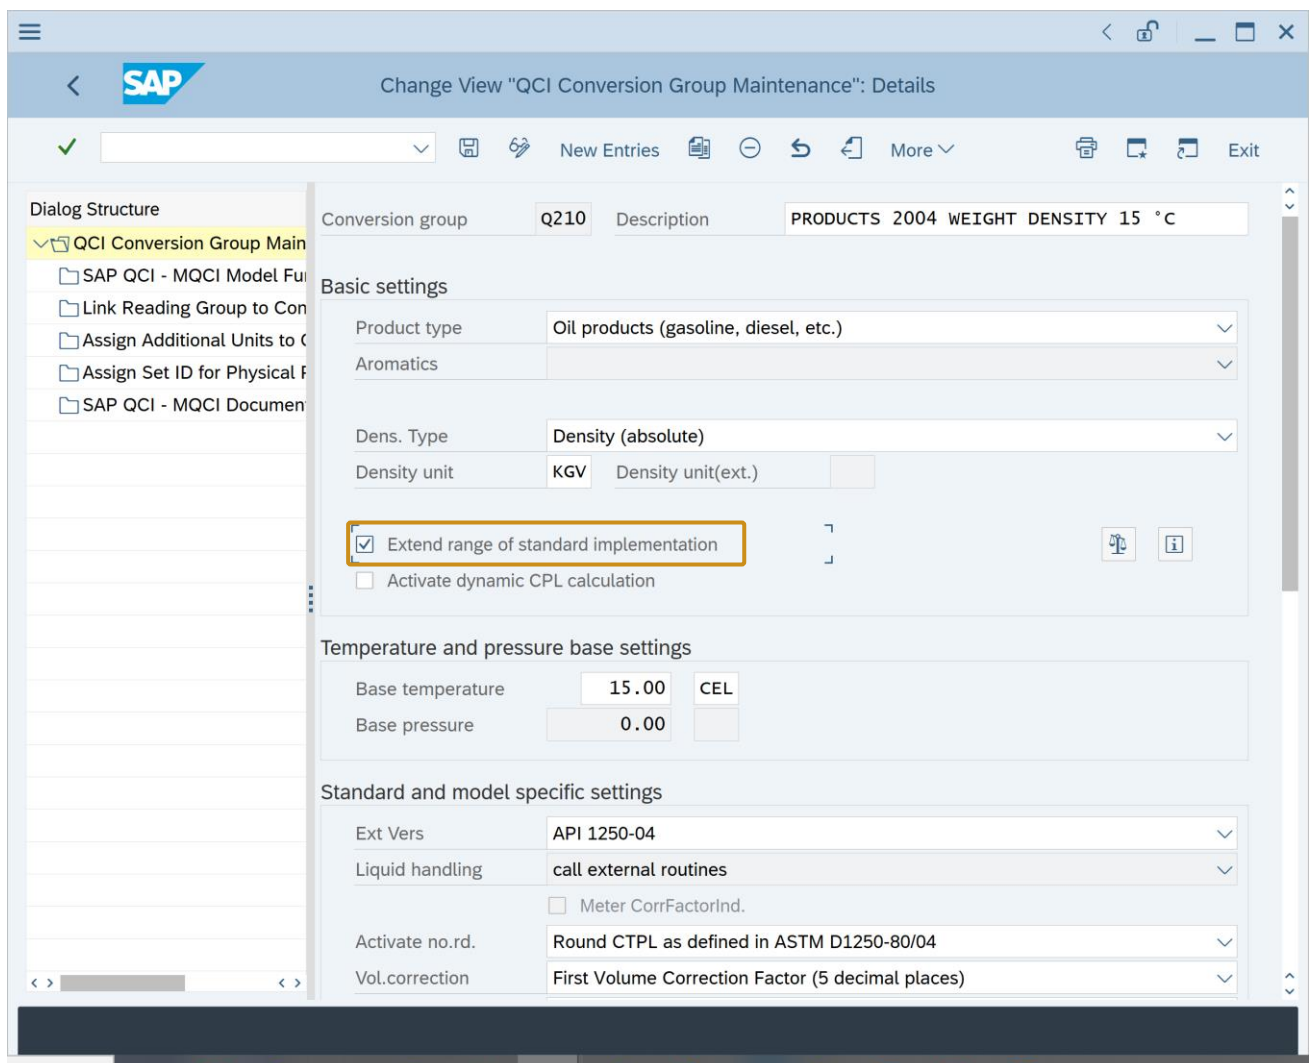 SAP
Change View "QCI Conversion Group Maintenance": Details
New Entries More Exit
Dialog Structure
QCI Conversion Group Main
SAP QCI - MQCI Model Fu
Link Reading Group to Con
Assign Additional Units to
Assign Set ID for Physical
SAP QCI - MQCI Documen
Conversion group Q210 Description PRODUCTS 2004 WEIGHT DENSITY 15 °C
Basic settings
Product type Oil products (gasoline, diesel, etc.)
Aromatics
Dens. Type Density (absolute)
Density unit KGV Density unit(ext.)
Extend range of standard implementation
Activate dynamic CPL calculation
Temperature and pressure base settings
Base temperature 15.00 CEL
Base pressure 0.00
Standard and model specific settings
Ext Vers API 1250-04
Liquid handling call external routines
Meter CorrFactorInd.
Activate no.rd. Round CTPL as defined in ASTM D1250-80/04
Vol.correction First Volume Correction Factor (5 decimal places)